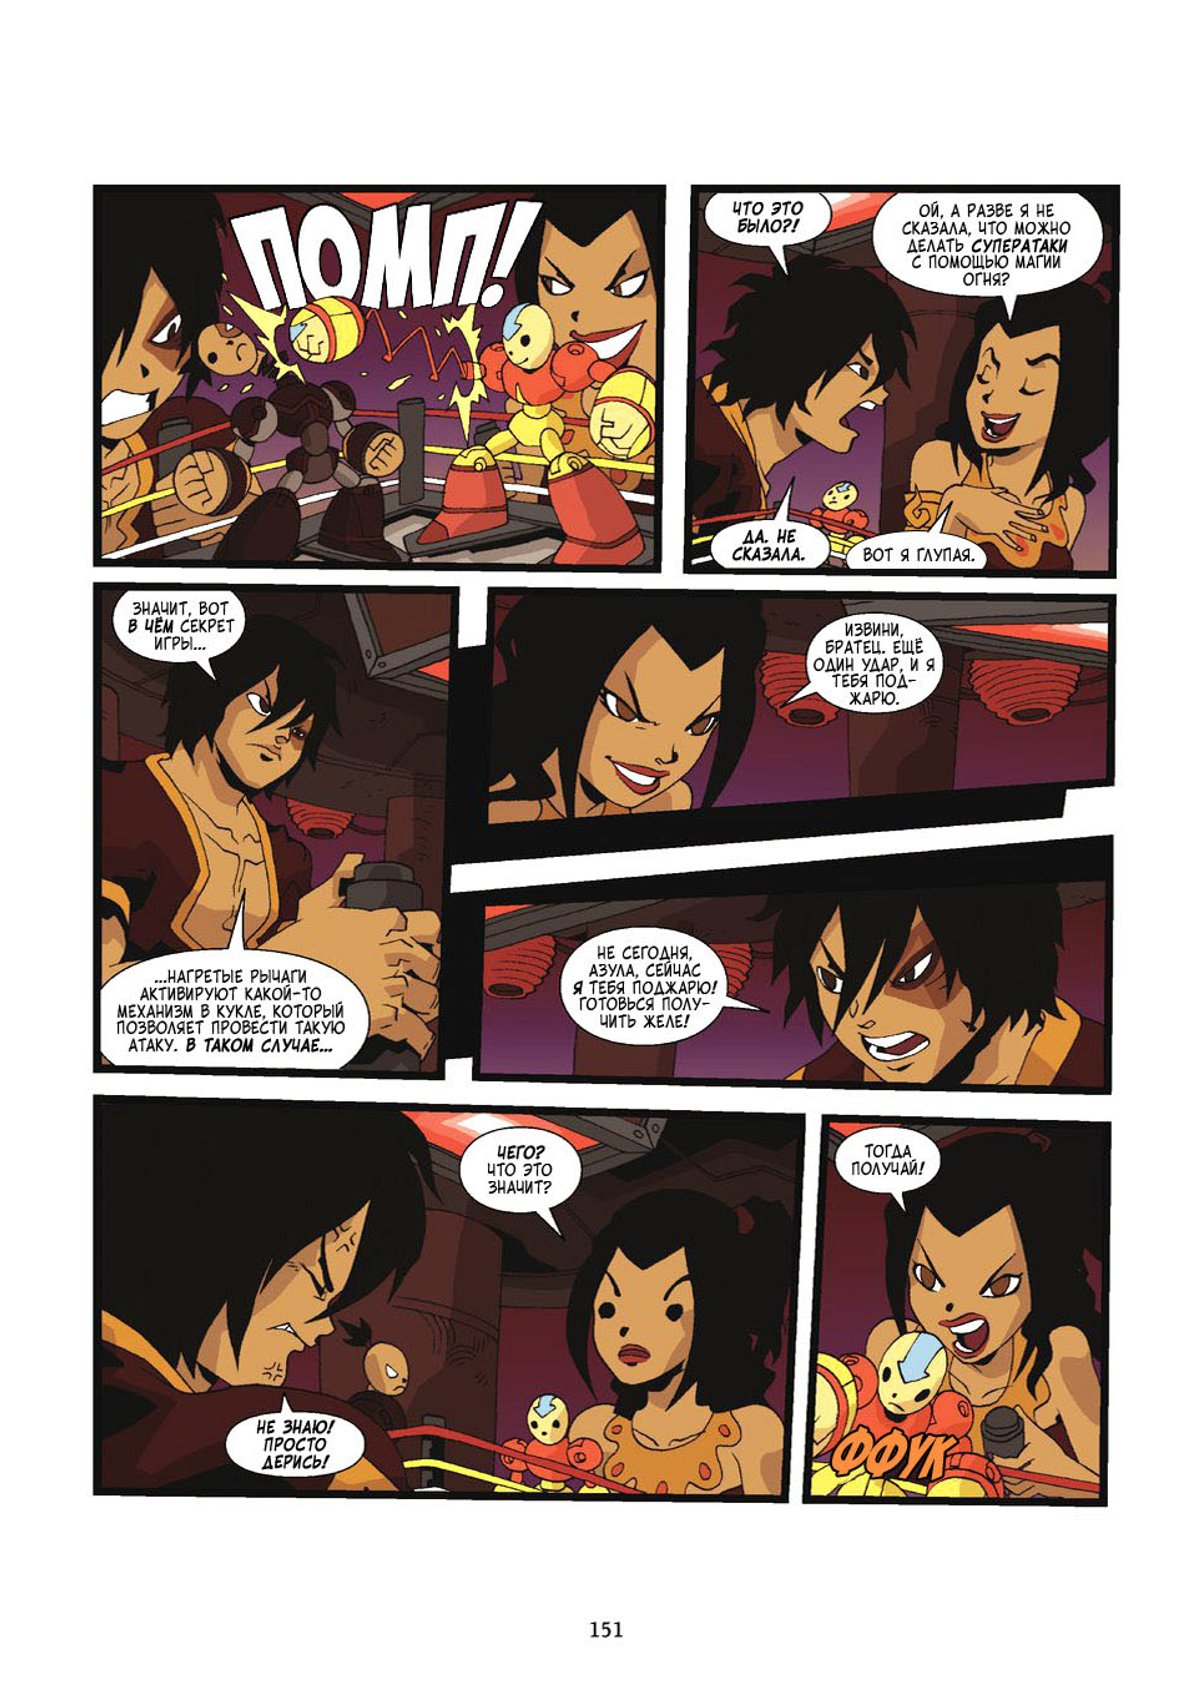 ПОМП!
ЧТО ЭТО
БЫЛО?!
ОЙ, А РАЗВЕ Я НЕ
СКАЗАЛА, ЧТО МОЖНО
ДЕЛАТЬ СУПЕРАТАКИ
С ПОМОЩЬЮ МАГИИ
ОГНЯ?
ДА. НЕ
СКАЗАЛА.
ВОТ Я ГЛУПАЯ.
ЗНАЧИТ, ВОТ
В ЧЁМ СЕКРЕТ
ИГРЫ...
...НАГРЕТЫЕ РЫЧАГИ
АКТИВИРУЮТ КАКОЙ-ТО
МЕХАНИЗМ В КУКЛЕ, КОТОРЫЙ
ПОЗВОЛЯЕТ ПРОВЕСТИ ТАКУЮ
АТАКУ. В ТАКОМ СЛУЧАЕ...
ИЗВИНИ,
БРАТЕЦ. ЕЩЁ
ОДИН УДАР, И Я
ТЕБЯ ПОД-
ЖАРЮ.
НЕ СЕГОДНЯ,
АЗУЛА, СЕЙЧАС
Я ТЕБЯ ПОДЖАРЮ!
ГОТОВЬСЯ ПОЛУ-
ЧИТЬ ЖЕЛЕ!
ЧЕГО?
ЧТО ЭТО
ЗНАЧИТ?
НЕ ЗНАЮ!
ПРОСТО
ДЕРИСЬ!
ТОГДА
ПОЛУЧАЙ!
ФФУК
151